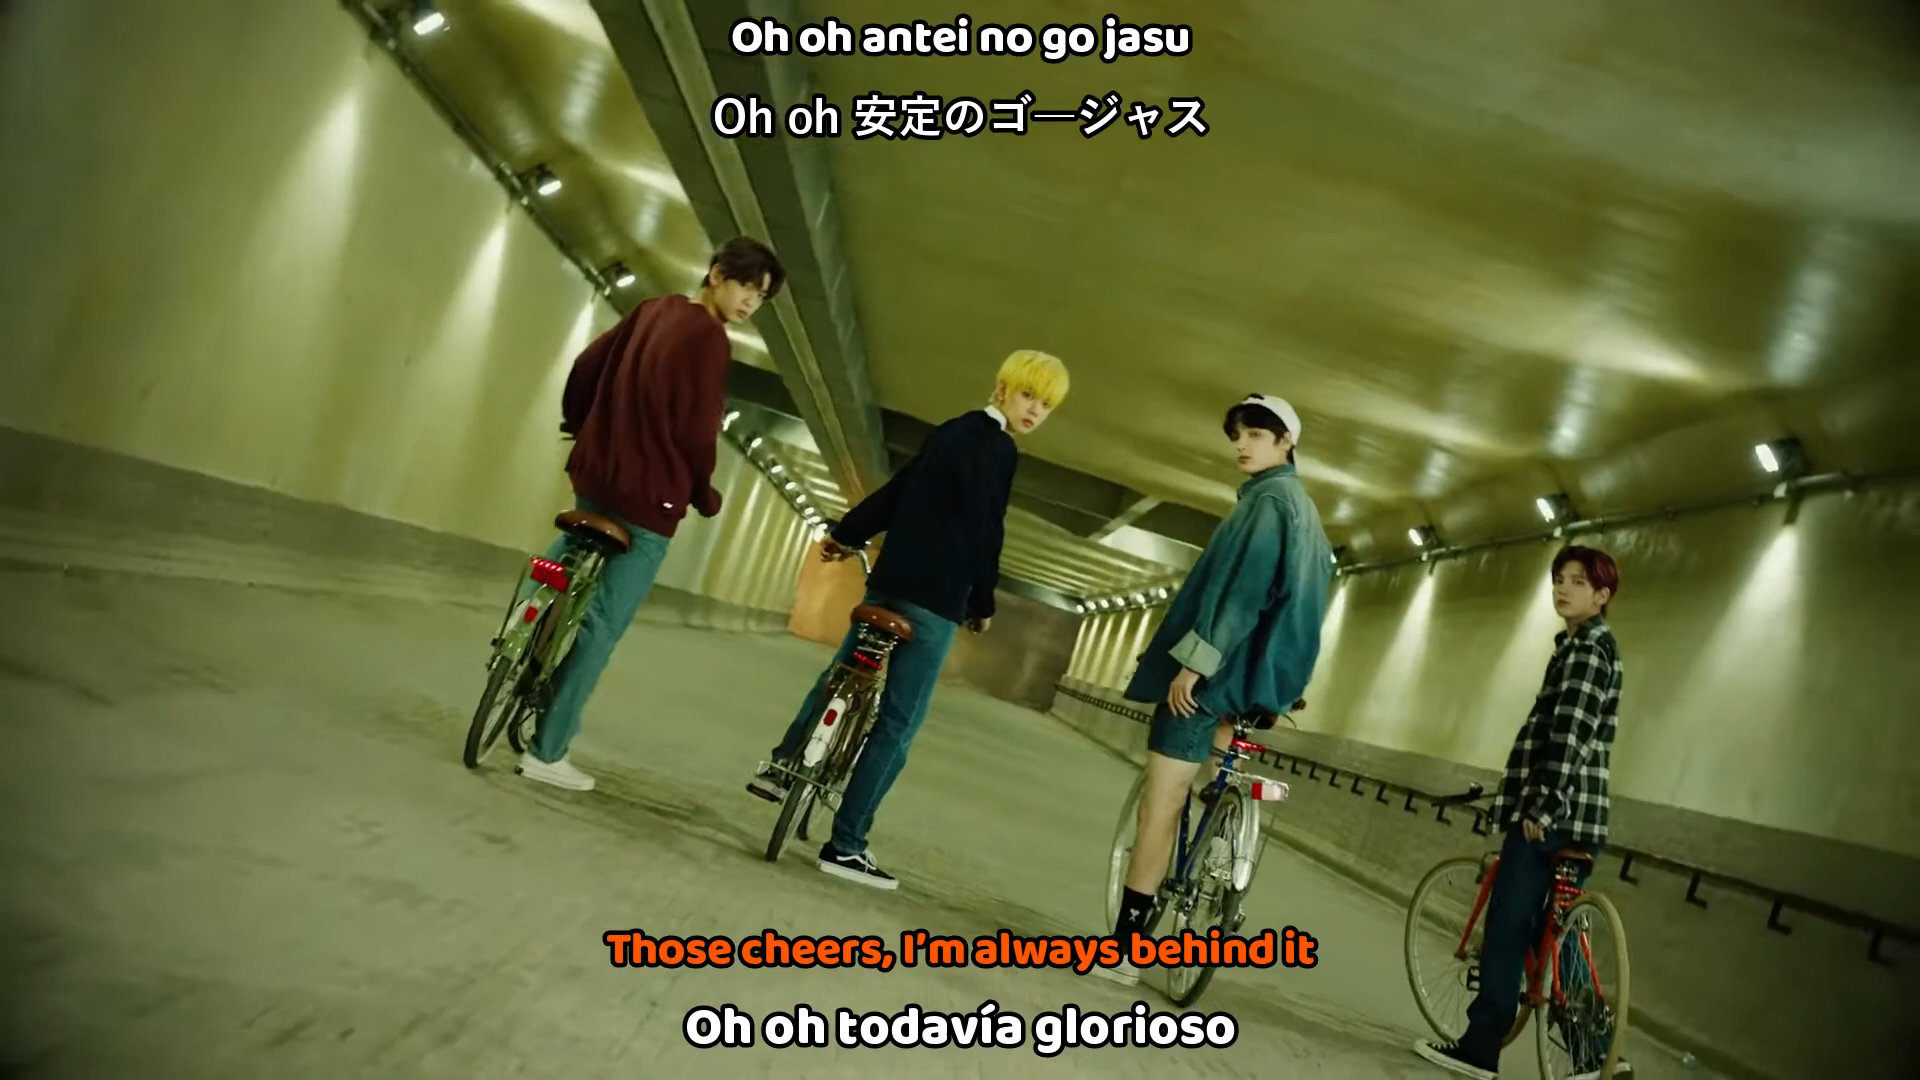 Oh oh antei no go jasu
Oh oh 安定のゴージャス
Those cheers, I'm always behind it
Oh oh todavía glorioso